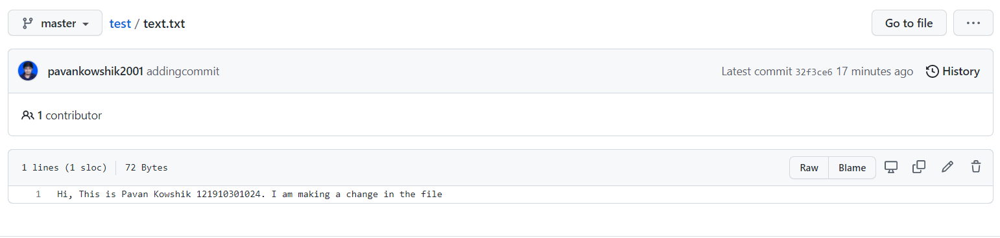 master test / text.txt Go to file ...
pavankowshik2001 addingcommit Latest commit 32f3ce6 17 minutes ago History
1 contributor
1 lines (1 sloc) 72 Bytes Raw Blame
1 Hi, This is Pavan Kowshik 121910301024. I am making a change in the file